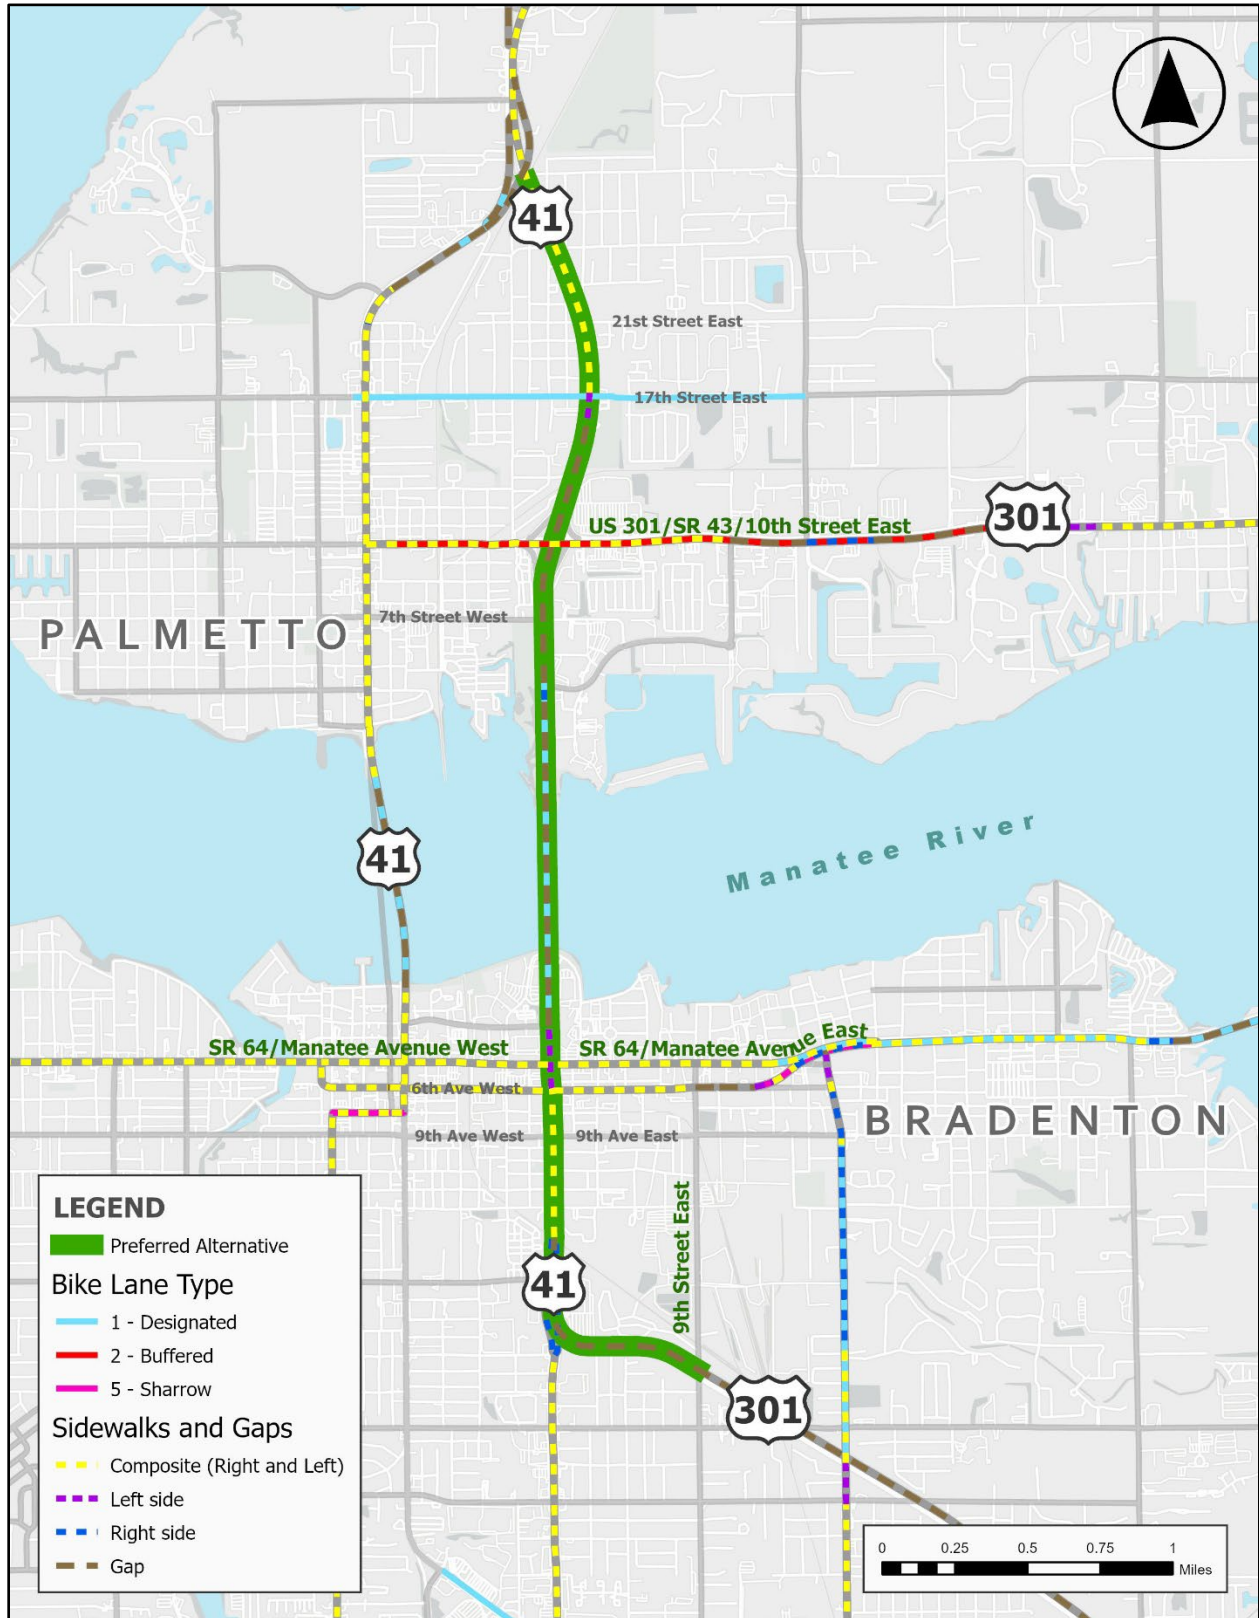 41
21st Street East
17th Street East
US 301/SR 43/10th Street East
301
7th Street West
PALMETTO
Manatee River
41
SR 64/Manatee Avenue West
SR 64/Manatee Avenue East
6th Ave West
BRADENTON
9th Ave West
9th Ave East
9th Street East
41
301
LEGEND
Preferred Alternative
Bike Lane Type
1 - Designated
2 - Buffered
5 - Sharrow
Sidewalks and Gaps
Composite (Right and Left)
Left side
Right side
Gap
0 0.25 0.5 0.75 1
Miles